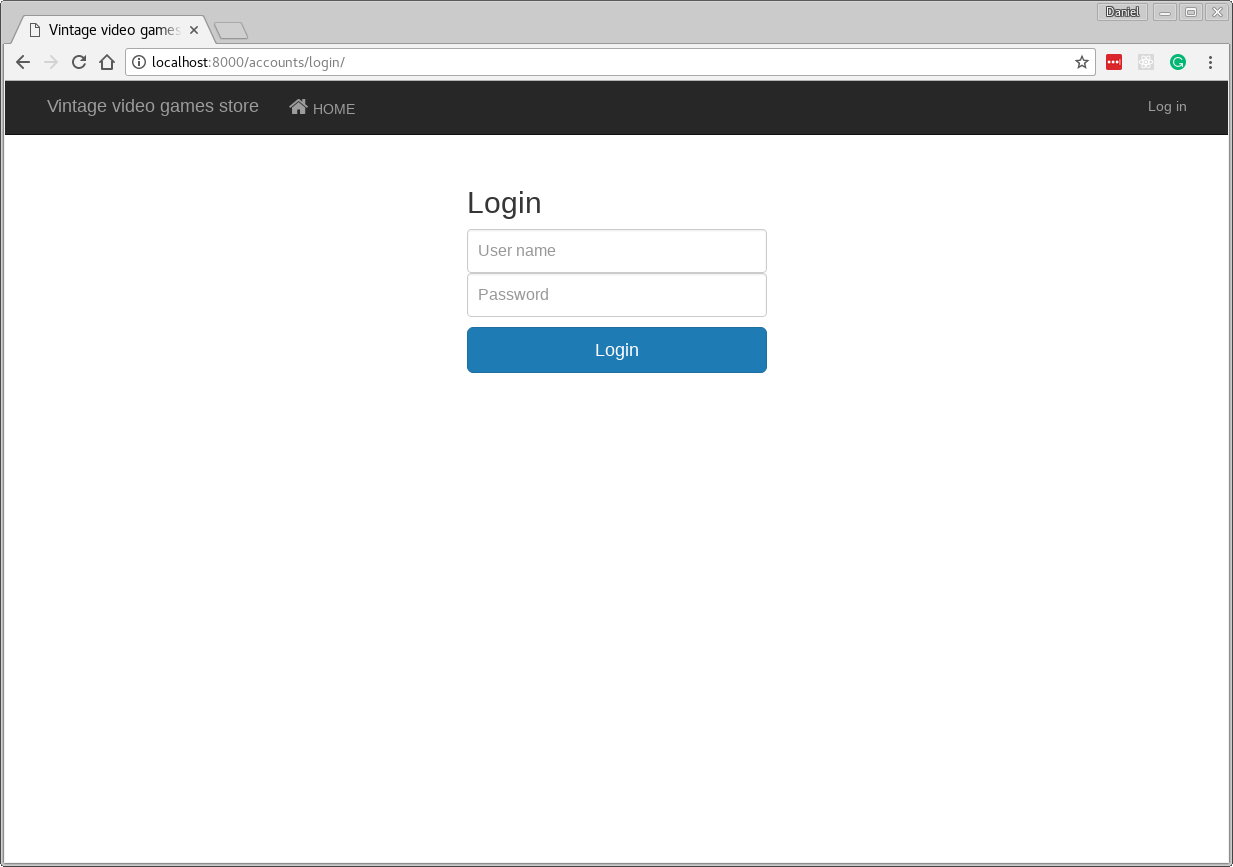 Daniel
Vintage video games
localhost:8000/accounts/login/
Vintage video games store HOME Log in
Login
User name
Password
Login